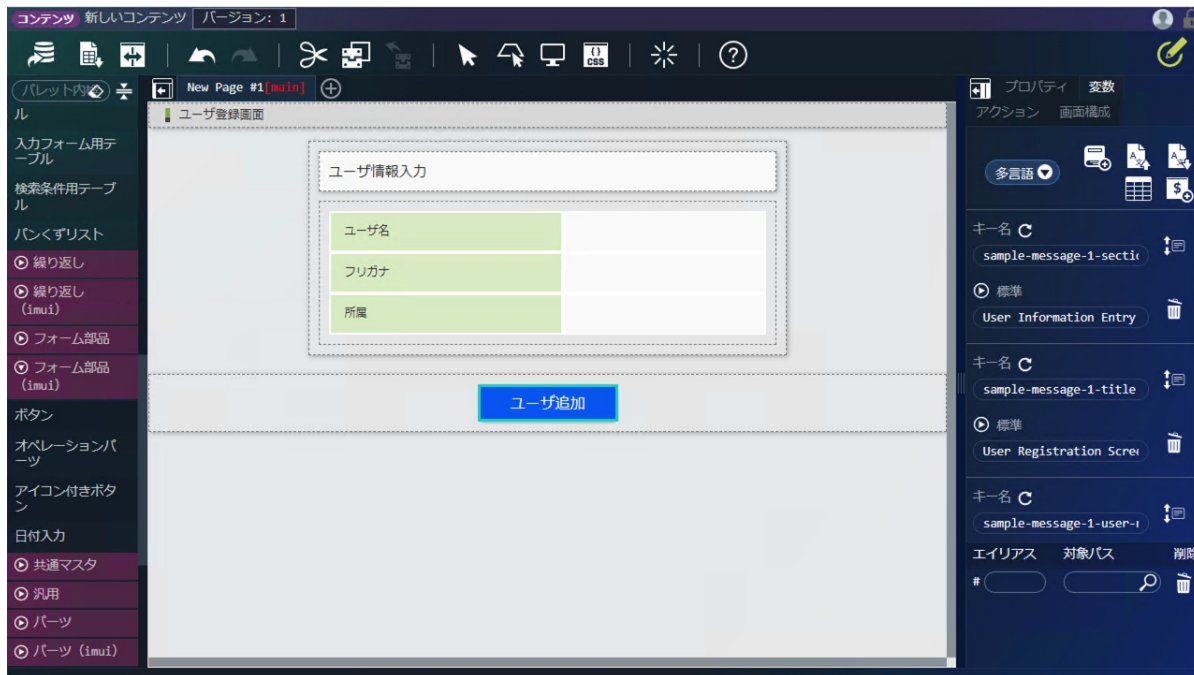 コンテンツ 新しいコンテンツ バージョン: 1
{}
CSS
?
パレット内検
New Page #1[main]
プロパティ 変数
アクション 画面構成
ル
入力フォーム用テ
ーブル
検索条件用テーブ
ル
パンくずリスト
繰り返し
繰り返し
(imui)
フォーム部品
フォーム部品
(imui)
ボタン
オペレーションパ
ーツ
アイコン付きボタ
ン
日付入力
共通マスタ
汎用
パーツ
パーツ (imui)
ユーザ登録画面
ユーザ情報入力
ユーザ名
フリガナ
所属
ユーザ追加
多言語
キー名
sample-message-1-sectio
標準
User Information Entry
キー名
sample-message-1-title
標準
User Registration Scree
キー名
sample-message-1-user-
エイリアス 対象パス 削除
#